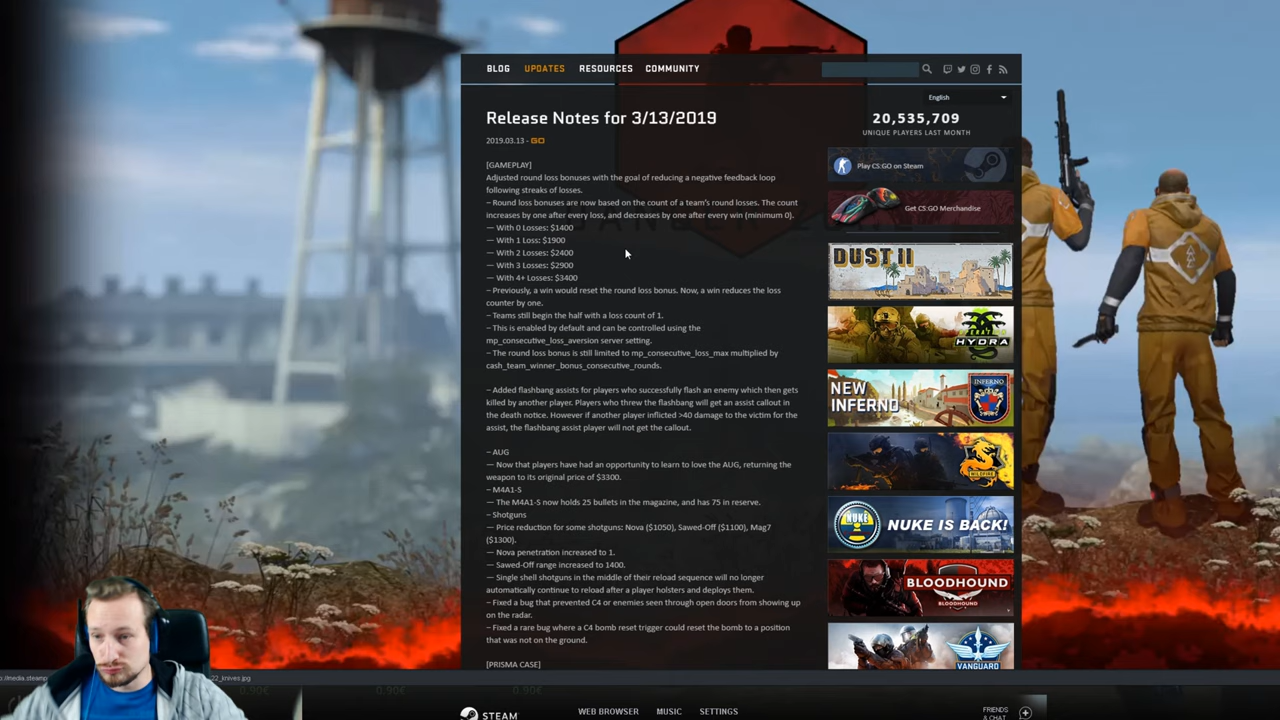 BLOG UPDATES RESOURCES COMMUNITY
English
Release Notes for 3/13/2019
2019.03.13 - GO
20,535,709
UNIQUE PLAYERS LAST MONTH
[GAMEPLAY]
Adjusted round loss bonuses with the goal of reducing a negative feedback loop
following streaks of losses.
– Round loss bonuses are now based on the count of a team's round losses. The count
increases by one after every loss, and decreases by one after every win (minimum 0).
— With 0 Losses: $1400
— With 1 Loss: $1900
— With 2 Losses: $2400
— With 3 Losses: $2900
— With 4+ Losses: $3400
– Previously, a win would reset the round loss bonus. Now, a win reduces the loss
counter by one.
– Teams still begin the half with a loss count of 1.
– This is enabled by default and can be controlled using the
mp_consecutive_loss_aversion server setting.
– The round loss bonus is still limited to mp_consecutive_loss_max multiplied by
cash_team_winner_bonus_consecutive_rounds.
– Added flashbang assists for players who successfully flash an enemy which then gets
killed by another player. Players who threw the flashbang will get an assist callout in
the death notice. However if another player inflicted >40 damage to the victim for the
assist, the flashbang assist player will not get the callout.
– AUG
— Now that players have had an opportunity to learn to love the AUG, returning the
weapon to its original price of $3300.
– M4A1-S
— The M4A1-S now holds 25 bullets in the magazine, and has 75 in reserve.
– Shotguns
— Price reduction for some shotguns: Nova ($1050), Sawed-Off ($1100), Mag7
($1300).
— Nova penetration increased to 1.
— Sawed-Off range increased to 1400.
— Single shell shotguns in the middle of their reload sequence will no longer
automatically continue to reload after a player holsters and deploys them.
– Fixed a bug that prevented C4 or enemies seen through open doors from showing up
on the radar.
– Fixed a rare bug where a C4 bomb reset trigger could reset the bomb to a position
that was not on the ground.
[PRISMA CASE]
Play CS:GO on Steam
Get CS:GO Merchandise
DUST II
HYDRA
NEW
INFERNO
INFERNO
WILDFIRE
NUKE
NUKE IS BACK!
BLOODHOUND
BLOODHOUND
VANGUARD
22_knives.jpg
0.90€ 0.90€ 0.90€
STEAM
WEB BROWSER MUSIC SETTINGS
FRIENDS
& CHAT